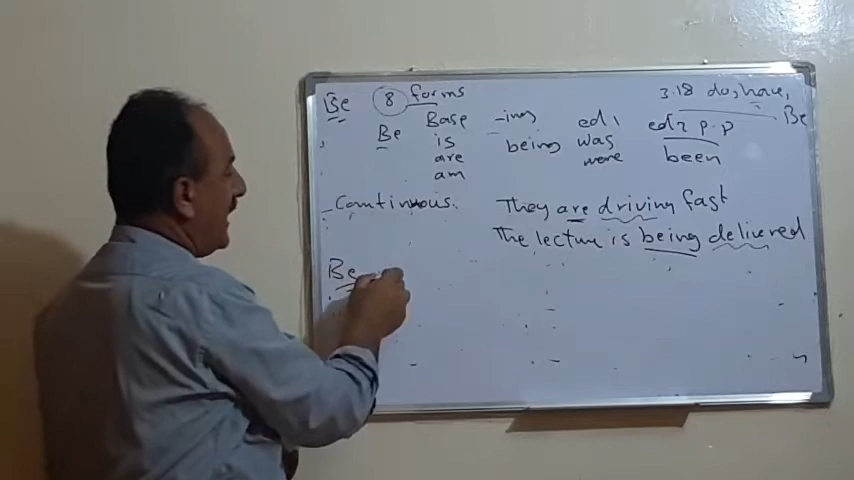 Be 8 forms 3.18 do, have, Be
Base -ing ed1 ed2 p.p
Be is being was been
are were
am
Continuous. They are driving fast
The lecture is being delivered
Be